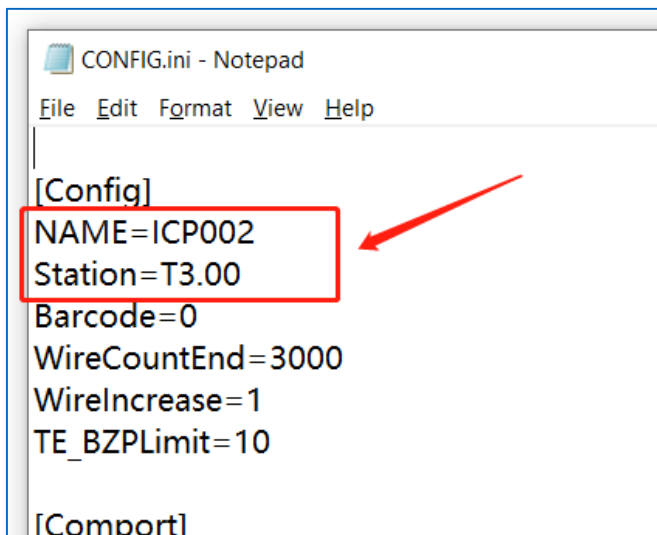 CONFIG.ini - Notepad
File Edit Format View Help
[Config]
NAME=ICP002
Station=T3.00
Barcode=0
WireCountEnd=3000
WireIncrease=1
TE_BZPLimit=10
[Comport]